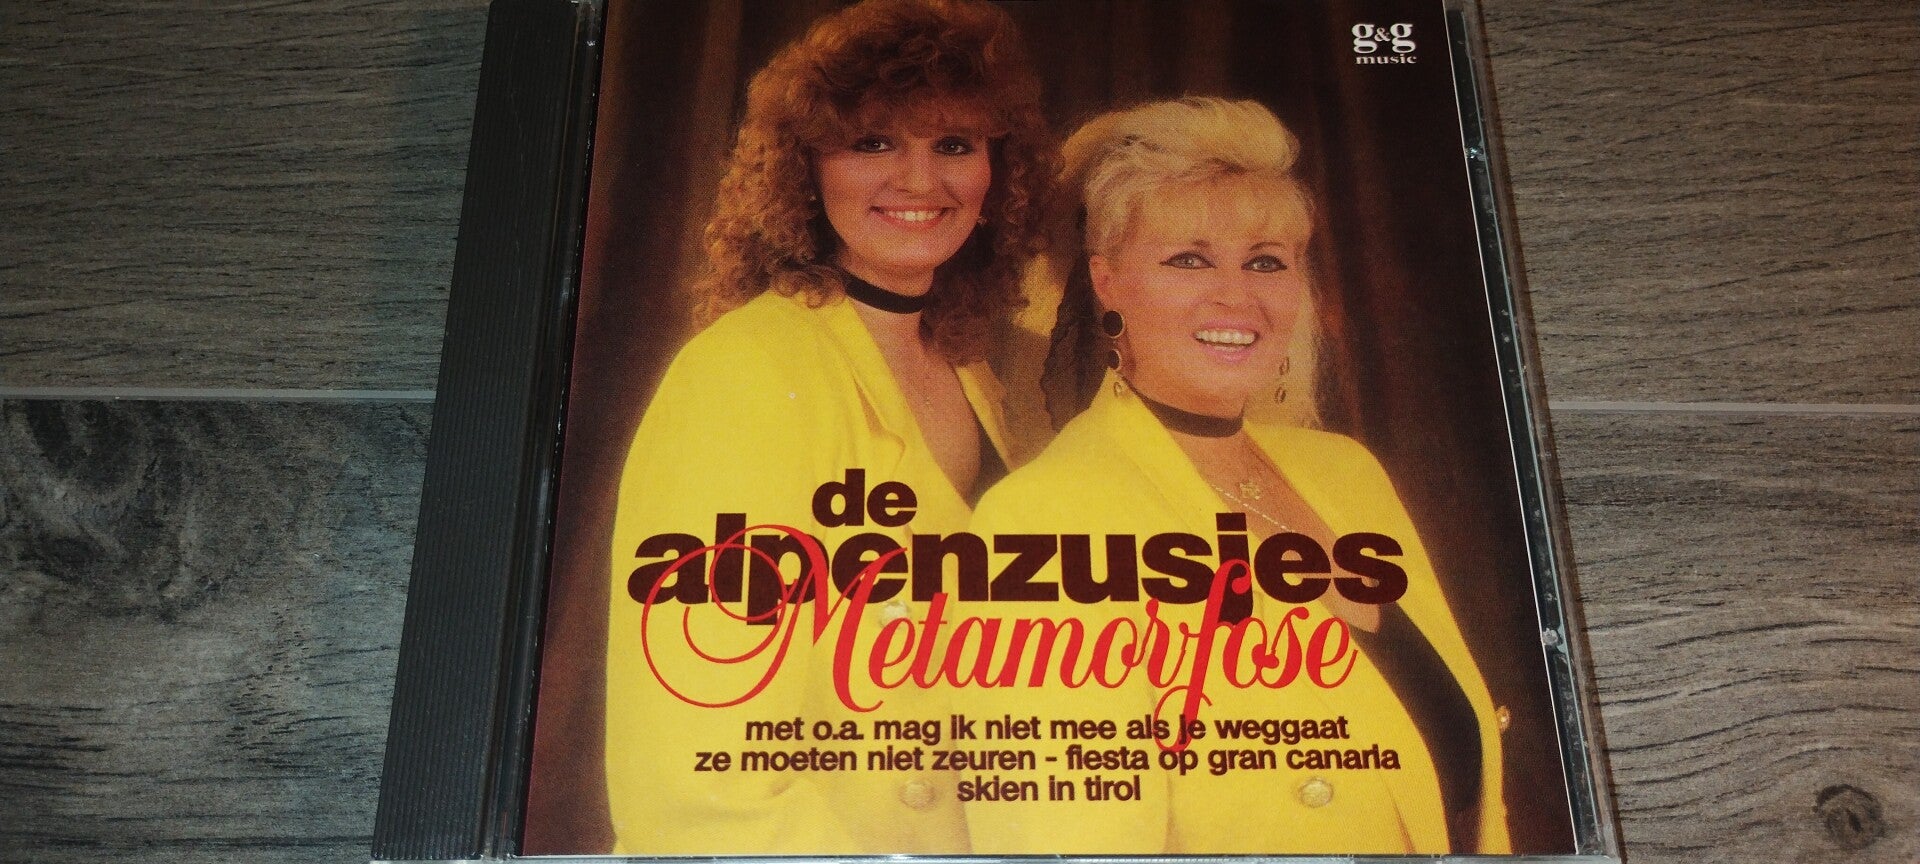 g&g
music
de
alpenzusjes
Metamorfose
met o.a. mag ik niet mee als je weggaat
ze moeten niet zeuren - fiesta op gran canaria
skien in tirol